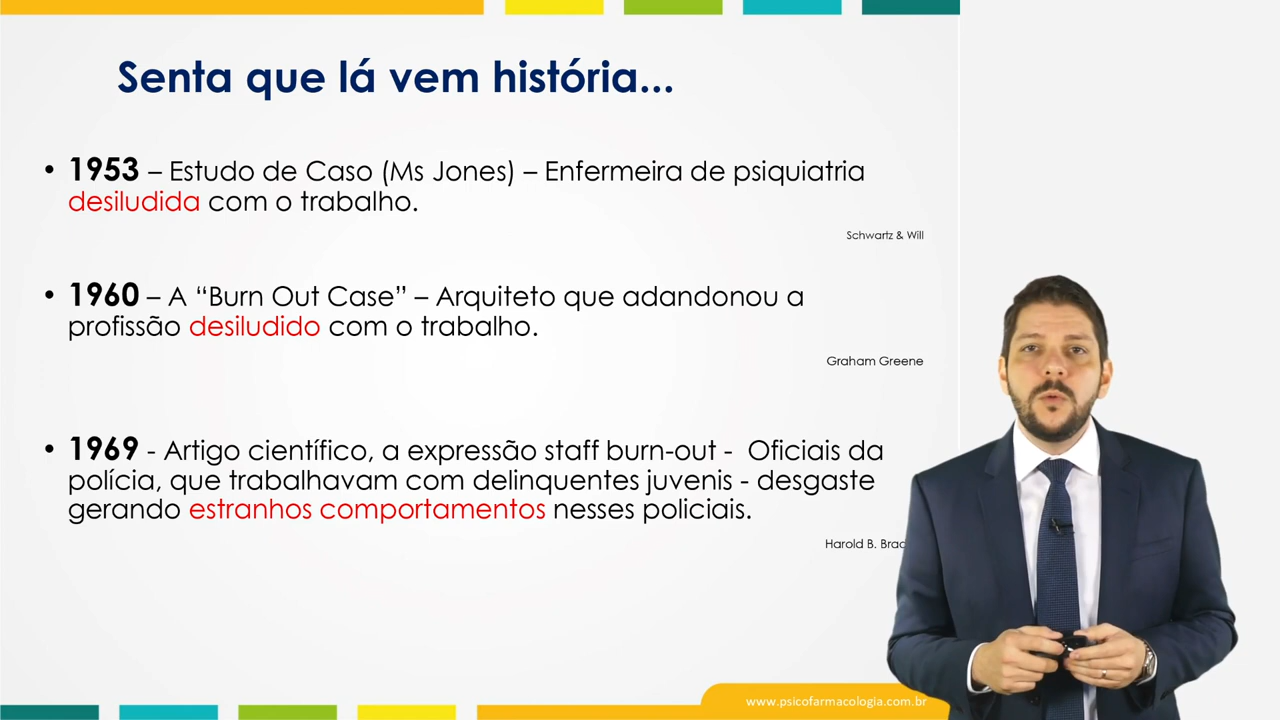 Senta que lá vem história...
• 1953 – Estudo de Caso (Ms Jones) – Enfermeira de psiquiatria
desiludida com o trabalho.
Schwartz & Will
• 1960 – A “Burn Out Case” – Arquiteto que adandonou a
profissão desiludido com o trabalho.
Graham Greene
• 1969 - Artigo científico, a expressão staff burn-out - Oficiais da
polícia, que trabalhavam com delinquentes juvenis - desgaste
gerando estranhos comportamentos nesses policiais.
Harold B.
www.psicofarmacologia.com.br